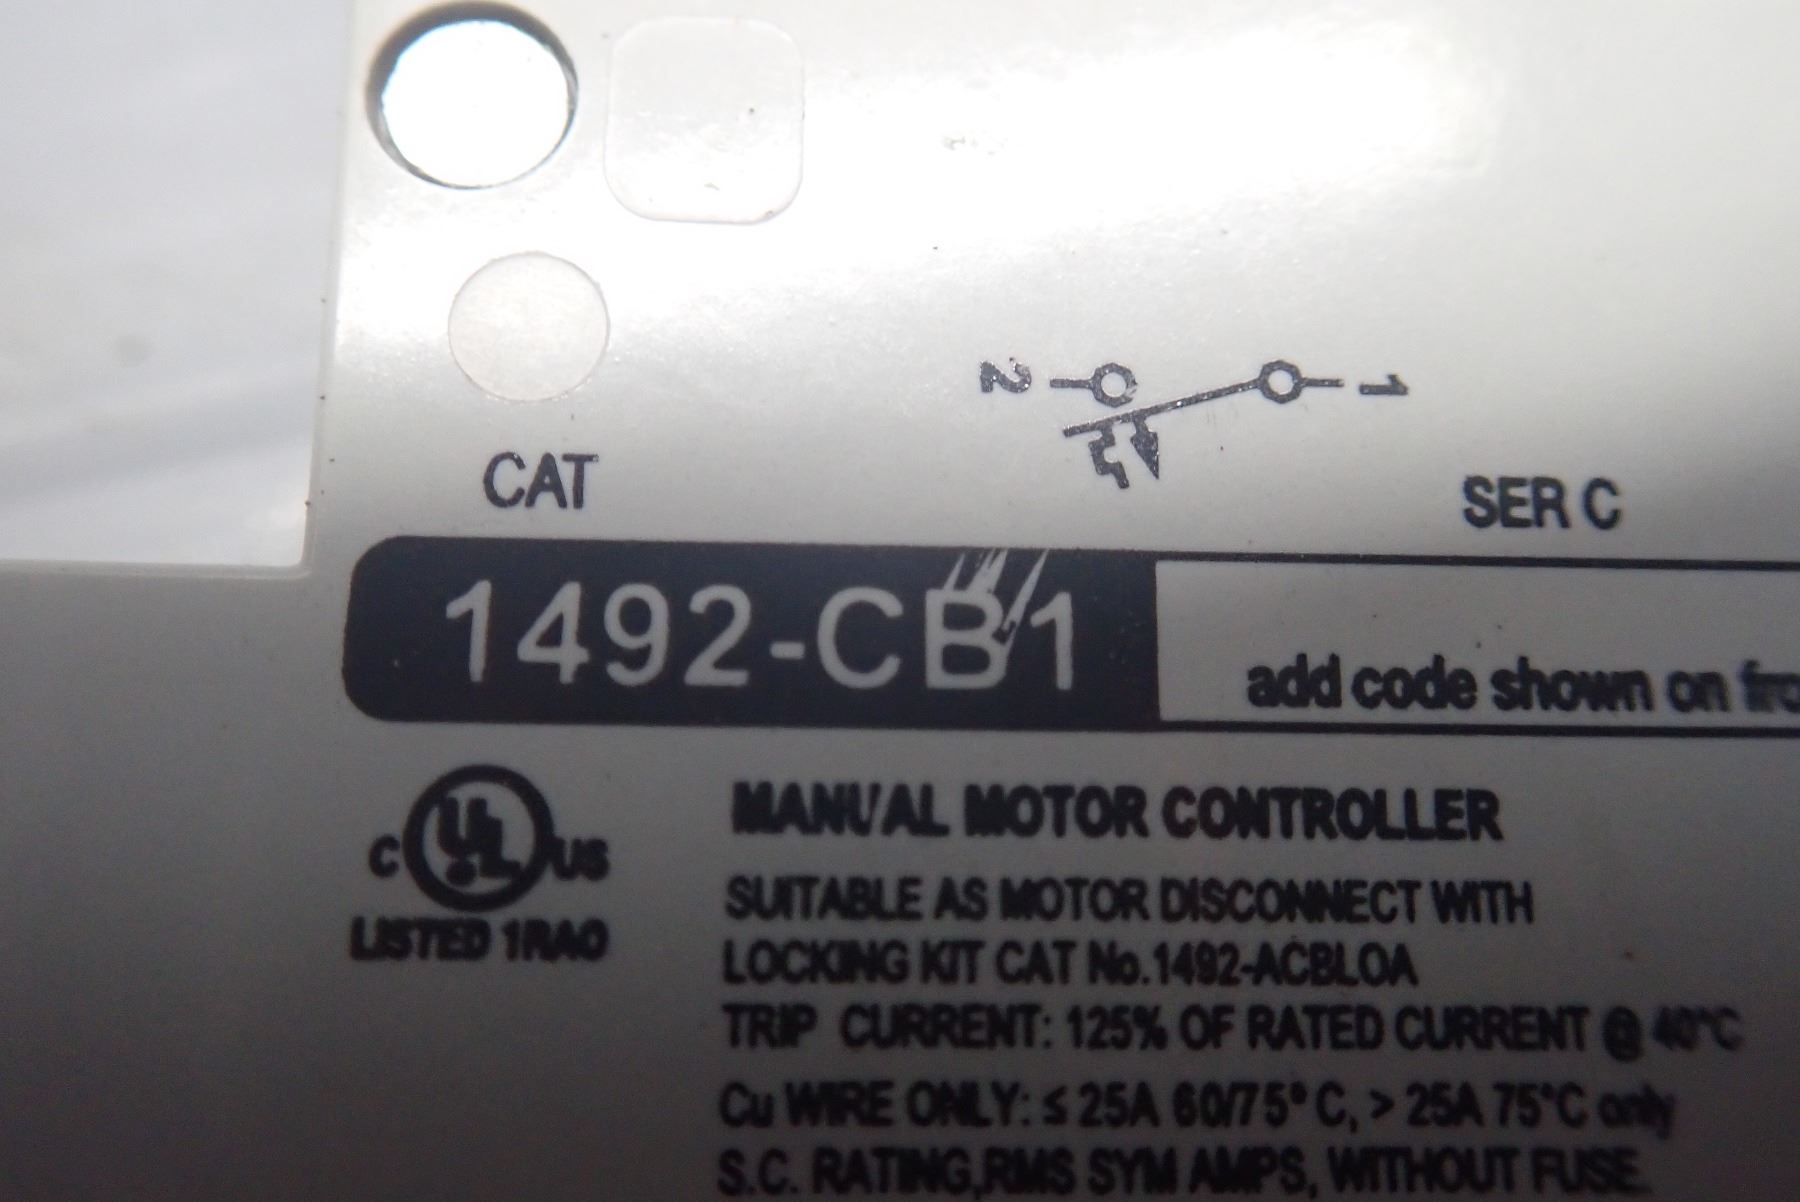 2 1
CAT
SER C
1492-CB1
add code shown on fro
C UL US
LISTED 1RAO
MANUAL MOTOR CONTROLLER
SUITABLE AS MOTOR DISCONNECT WITH
LOCKING KIT CAT No.1492-ACBLOA
TRIP CURRENT: 125% OF RATED CURRENT @ 40°C
Cu WIRE ONLY: ≤ 25A 60/75°C, > 25A 75°C only
S.C. RATING,RMS SYM AMPS, WITHOUT FUSE